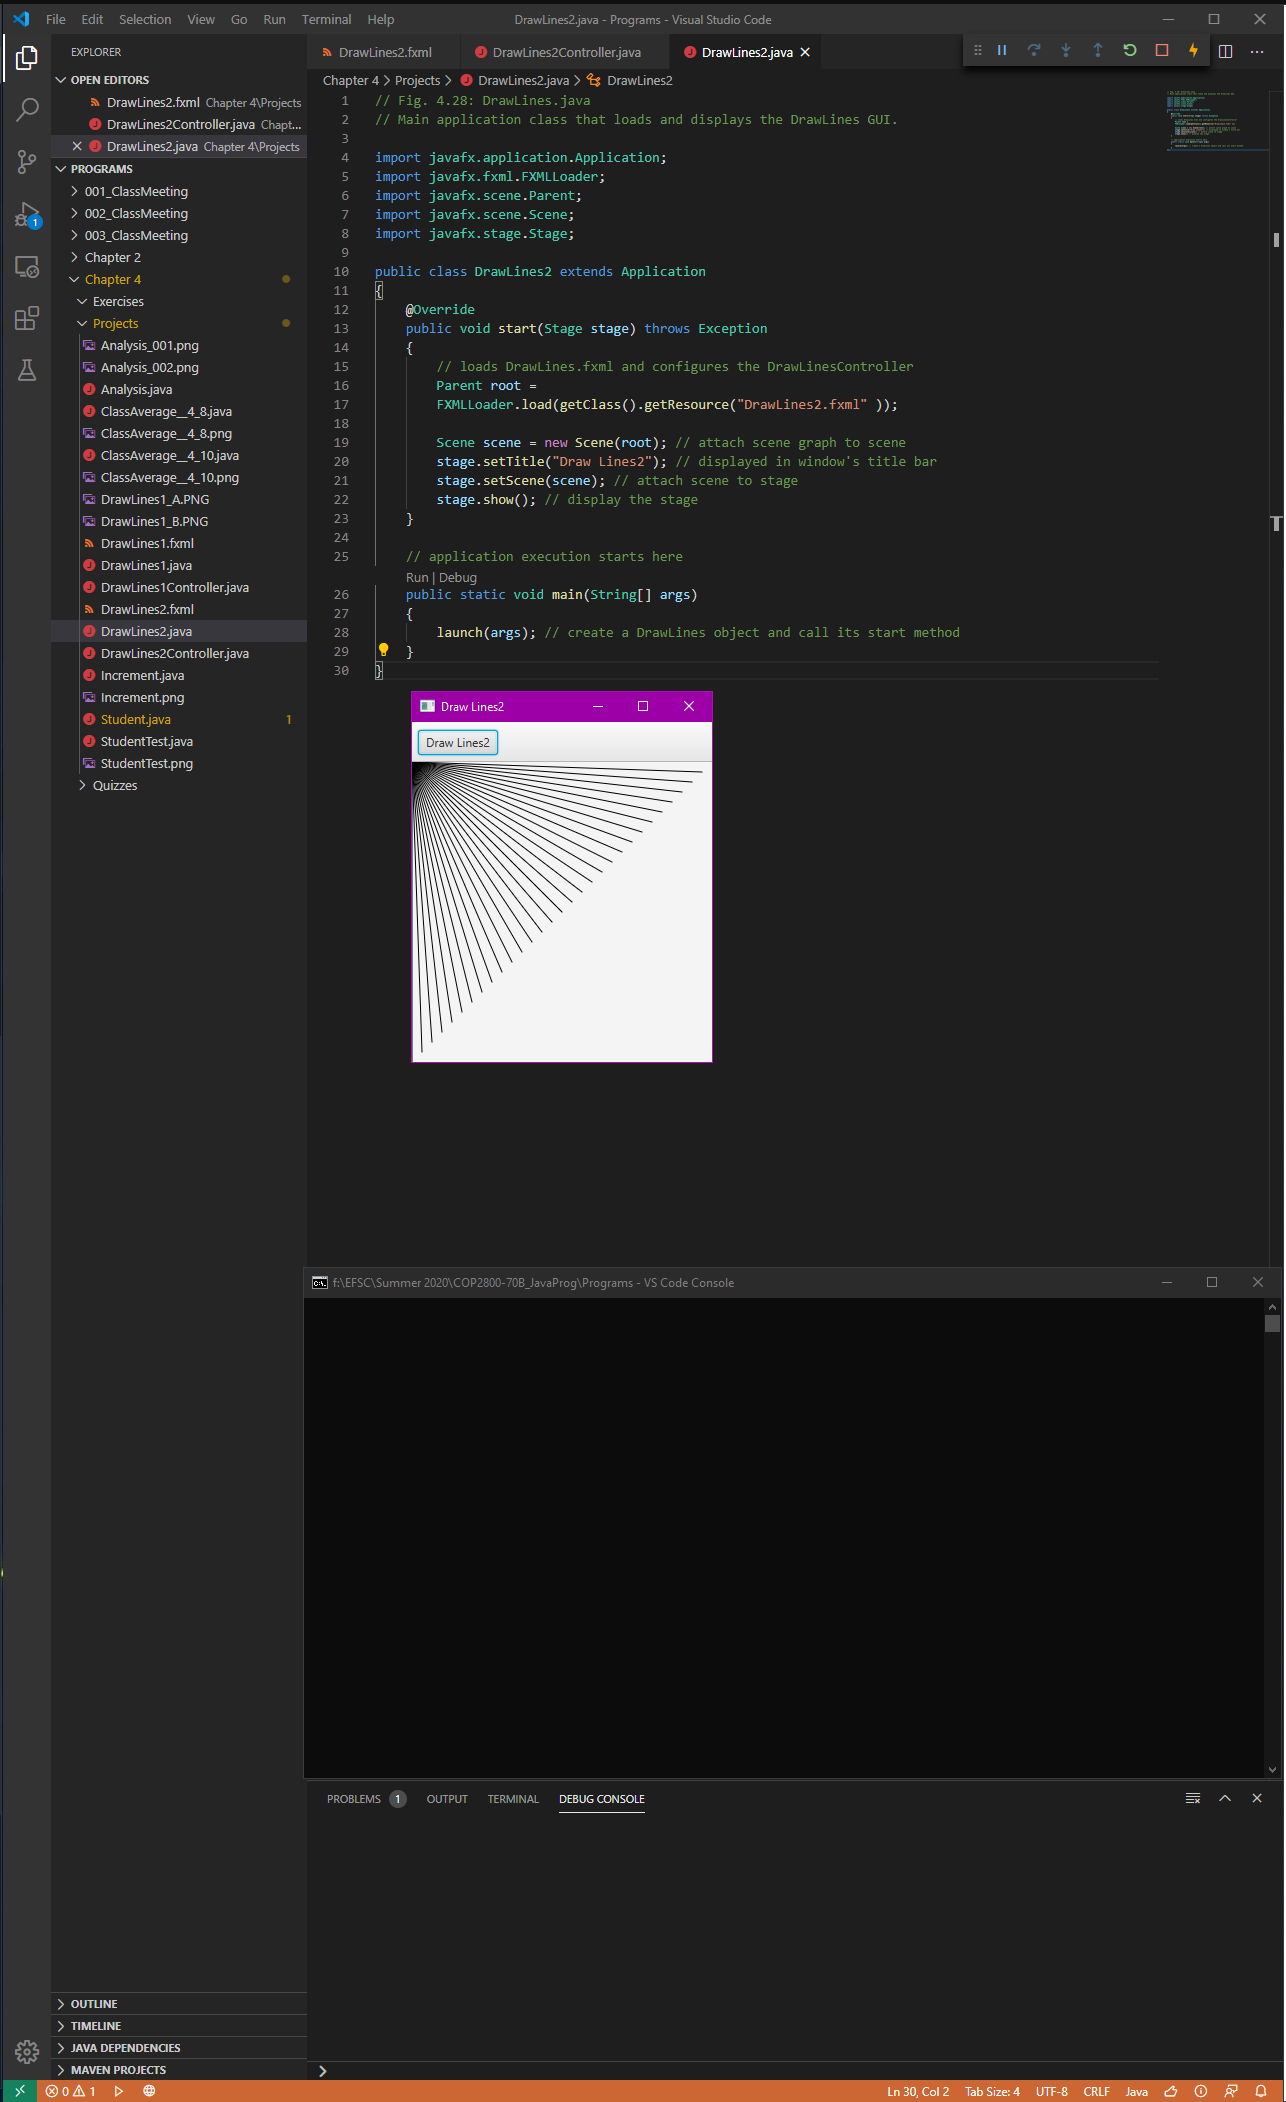 File Edit Selection View Go Run Terminal Help DrawLines2.java - Programs - Visual Studio Code
EXPLORER
OPEN EDITORS
DrawLines2.fxml Chapter 4\Projects
DrawLines2Controller.java Chapt...
DrawLines2.java Chapter 4\Projects
PROGRAMS
001_ClassMeeting
002_ClassMeeting
003_ClassMeeting
Chapter 2
Chapter 4
Exercises
Projects
Analysis_001.png
Analysis_002.png
Analysis.java
ClassAverage__4_8.java
ClassAverage__4_8.png
ClassAverage__4_10.java
ClassAverage__4_10.png
DrawLines1_A.PNG
DrawLines1_B.PNG
DrawLines1.fxml
DrawLines1.java
DrawLines1Controller.java
DrawLines2.fxml
DrawLines2.java
DrawLines2Controller.java
Increment.java
Increment.png
Student.java 1
StudentTest.java
StudentTest.png
Quizzes
OUTLINE
TIMELINE
JAVA DEPENDENCIES
MAVEN PROJECTS
1
DrawLines2.fxml DrawLines2Controller.java DrawLines2.java
Chapter 4 > Projects > DrawLines2.java > DrawLines2
1 // Fig. 4.28: DrawLines.java
2 // Main application class that loads and displays the DrawLines GUI.
3
4 import javafx.application.Application;
5 import javafx.fxml.FXMLLoader;
6 import javafx.scene.Parent;
7 import javafx.scene.Scene;
8 import javafx.stage.Stage;
9
10 public class DrawLines2 extends Application
11 {
12 @Override
13 public void start(Stage stage) throws Exception
14 {
15 // loads DrawLines.fxml and configures the DrawLinesController
16 Parent root =
17 FXMLLoader.load(getClass().getResource("DrawLines2.fxml" ));
18
19 Scene scene = new Scene(root); // attach scene graph to scene
20 stage.setTitle("Draw Lines2"); // displayed in window's title bar
21 stage.setScene(scene); // attach scene to stage
22 stage.show(); // display the stage
23 }
24
25 // application execution starts here
Run | Debug
26 public static void main(String[] args)
27 {
28 launch(args); // create a DrawLines object and call its start method
29 }
30 }
Draw Lines2
Draw Lines2
f:\EFSC\Summer 2020\COP2800-70B_JavaProg\Programs - VS Code Console
PROBLEMS 1 OUTPUT TERMINAL DEBUG CONSOLE
0 1 Ln 30, Col 2 Tab Size: 4 UTF-8 CRLF Java